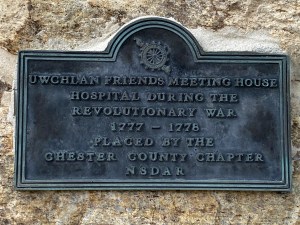 UWCHLAN FRIENDS MEETING HOUSE
HOSPITAL DURING THE
REVOLUTIONARY WAR
1777 – 1778
PLACED BY THE
CHESTER COUNTY CHAPTER
NSDAR